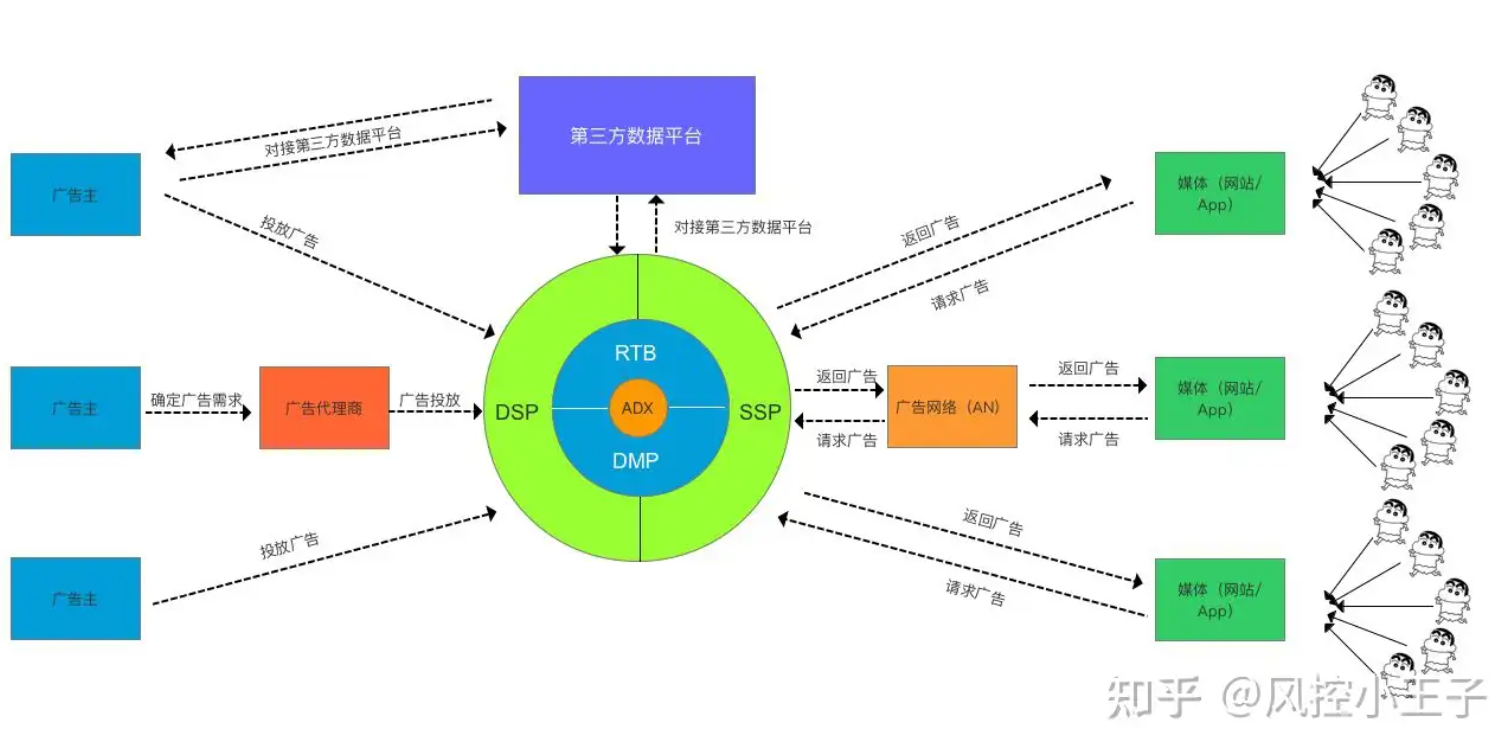 第三方数据平台
对接第三方数据平台
广告主
投放广告
对接第三方数据平台
返回广告
请求广告
媒体（网站/
App）
广告主
确定广告需求
广告代理商
广告投放
DSP
RTB
ADX
DMP
SSP
返回广告
请求广告
广告网络（AN）
返回广告
请求广告
媒体（网站/
App）
广告主
投放广告
返回广告
请求广告
媒体（网站/
App）
知乎 @风控小王子